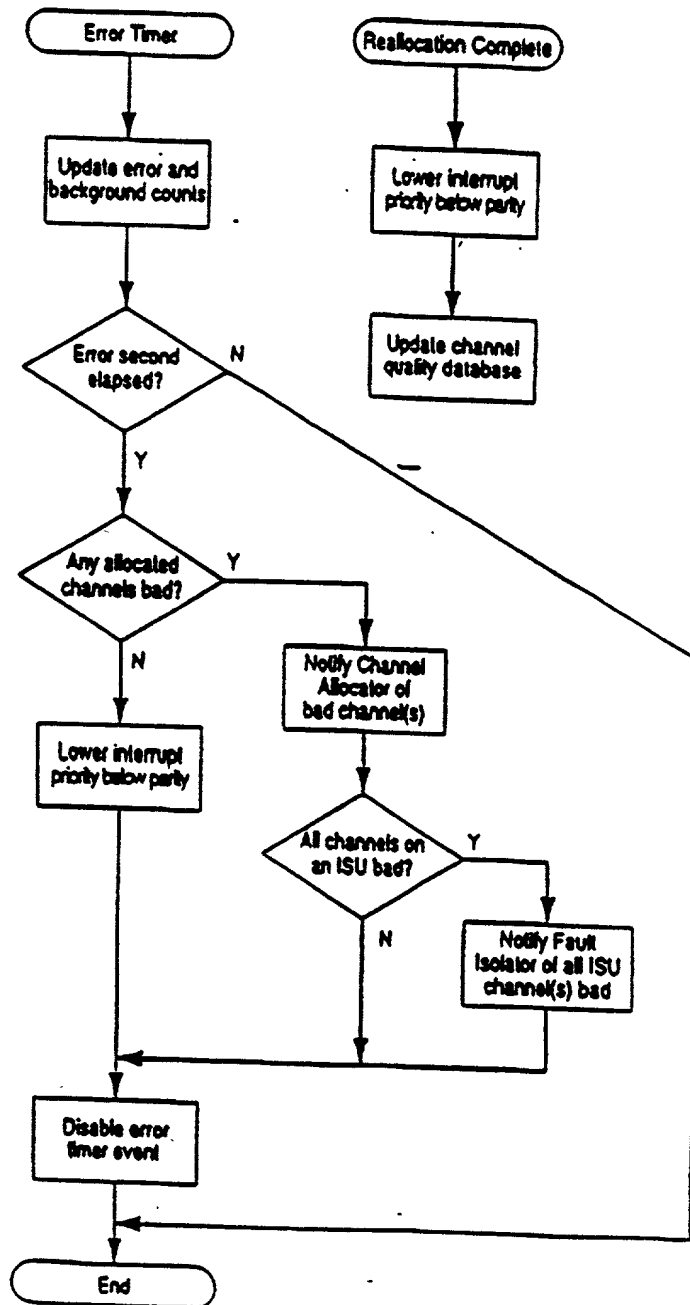 Error Timer
Update error and
background counts
Error second
elapsed?
N
Y
Any allocated
channels bad?
Y
N
Lower interrupt
priority below parity
Notify Channel
Allocator of
bad channel(s)
All channels on
an ISU bad?
Y
N
Notify Fault
Isolator of all ISU
channel(s) bad
Disable error
timer event
End
Reallocation Complete
Lower interrupt
priority below parity
Update channel
quality database